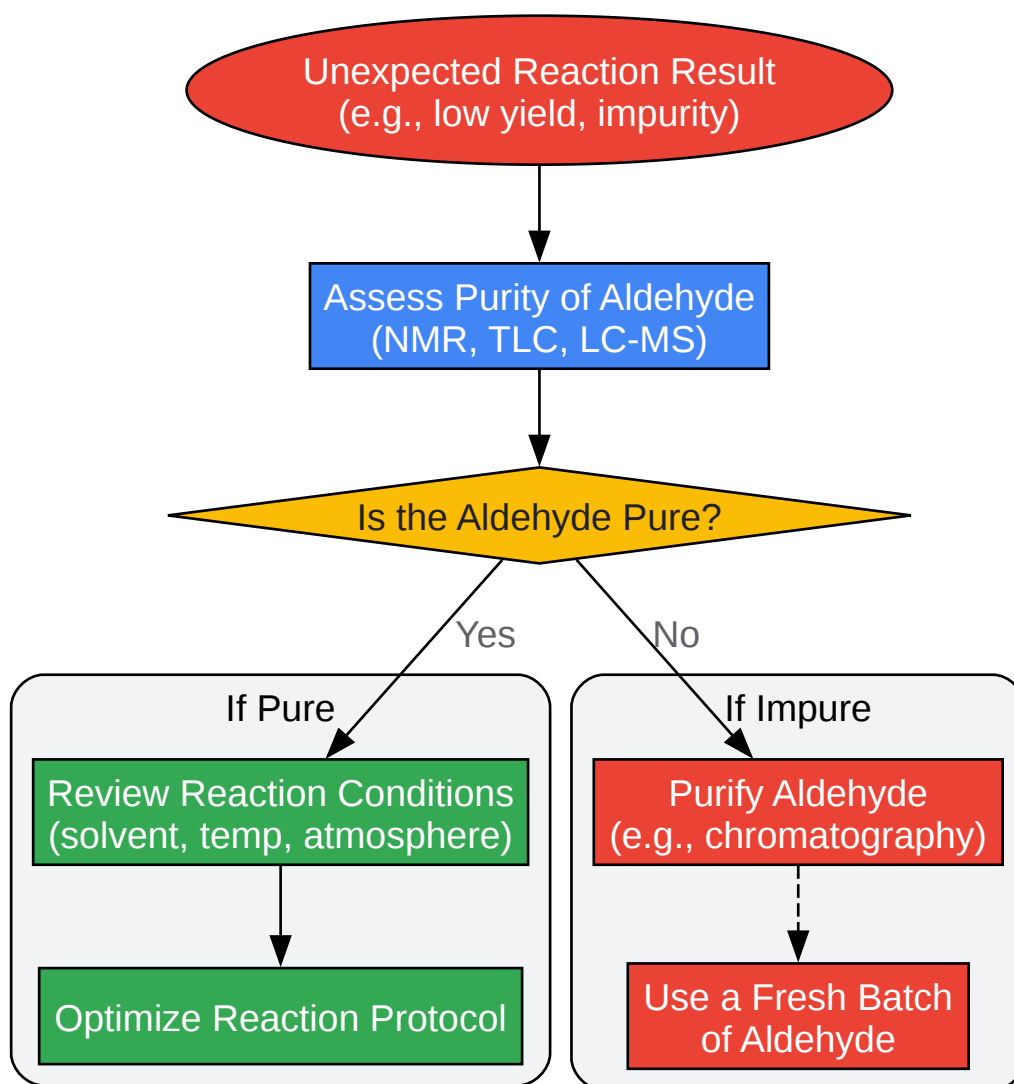 Unexpected Reaction Result
(e.g., low yield, impurity)
Assess Purity of Aldehyde
(NMR, TLC, LC-MS)
Is the Aldehyde Pure?
Yes
No
If Pure
Review Reaction Conditions
(solvent, temp, atmosphere)
Optimize Reaction Protocol
If Impure
Purify Aldehyde
(e.g., chromatography)
Use a Fresh Batch
of Aldehyde